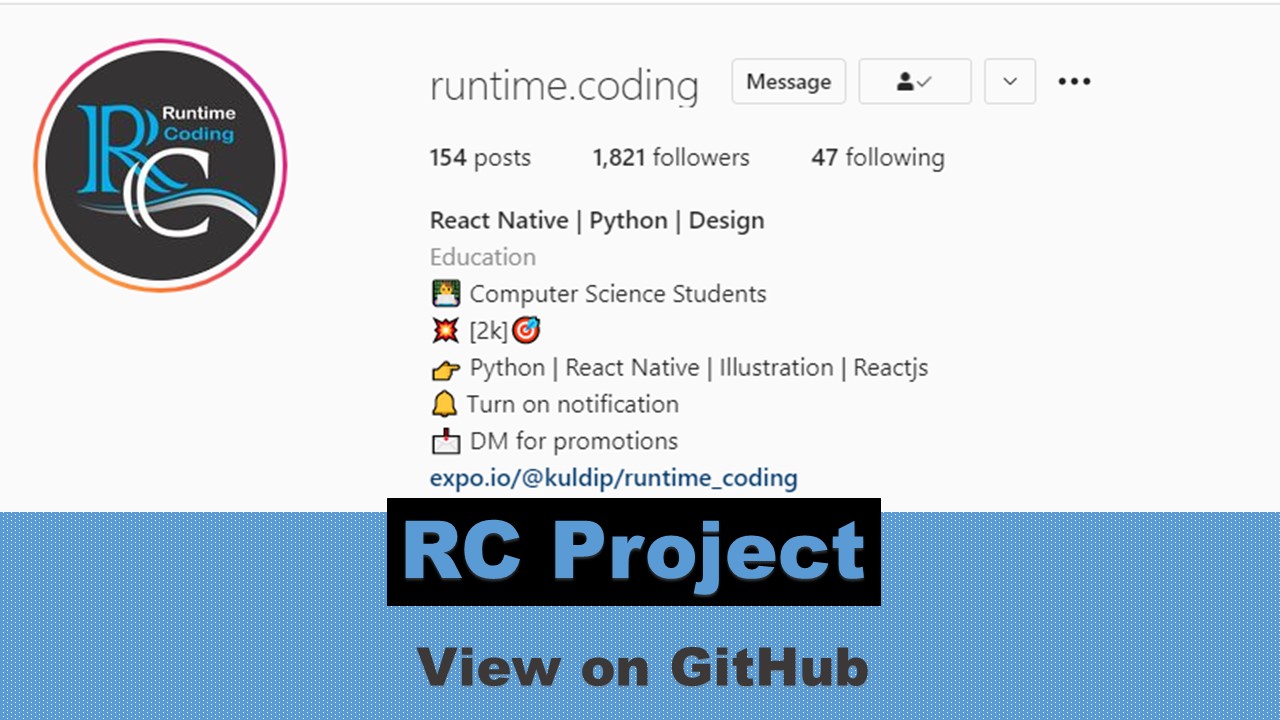 RC
Runtime
Coding
runtime.coding
Message
154 posts 1,821 followers 47 following
React Native | Python | Design
Education
👨‍💻 Computer Science Students
💥 [2k]🎯
👉 Python | React Native | Illustration | Reactjs
🔔 Turn on notification
📩 DM for promotions
expo.io/@kuldip/runtime_coding
RC Project
View on GitHub